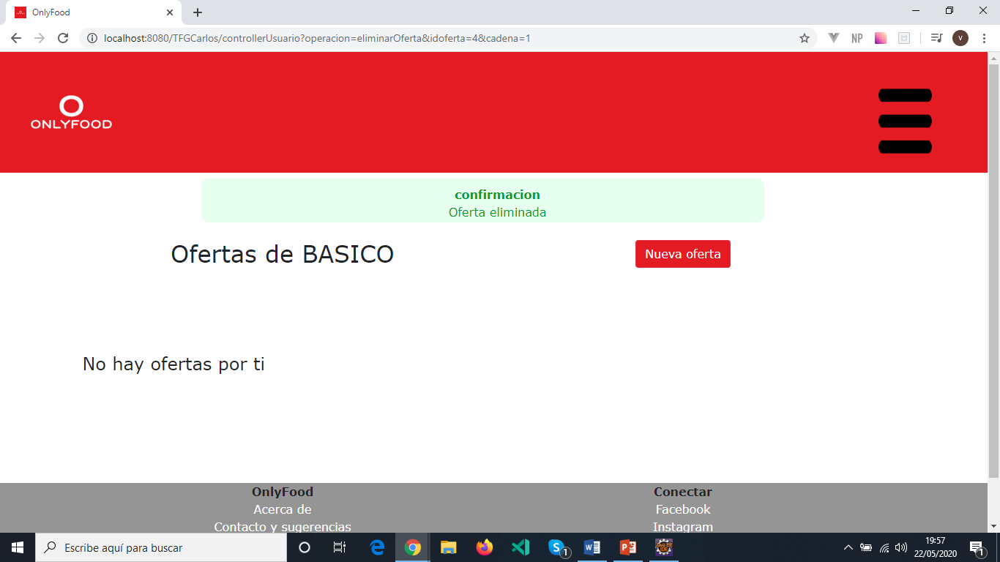 OnlyFood
localhost:8080/TFGCarlos/controllerUsuario?operacion=eliminarOferta&idoferta=4&cadena=1
NP
V
ONLYFOOD
confirmacion
Oferta eliminada
Ofertas de BASICO
Nueva oferta
No hay ofertas por ti
OnlyFood
Conectar
Acerca de
Facebook
Contacto y sugerencias
Instagram
Escribe aquí para buscar
1
19:57
22/05/2020
1